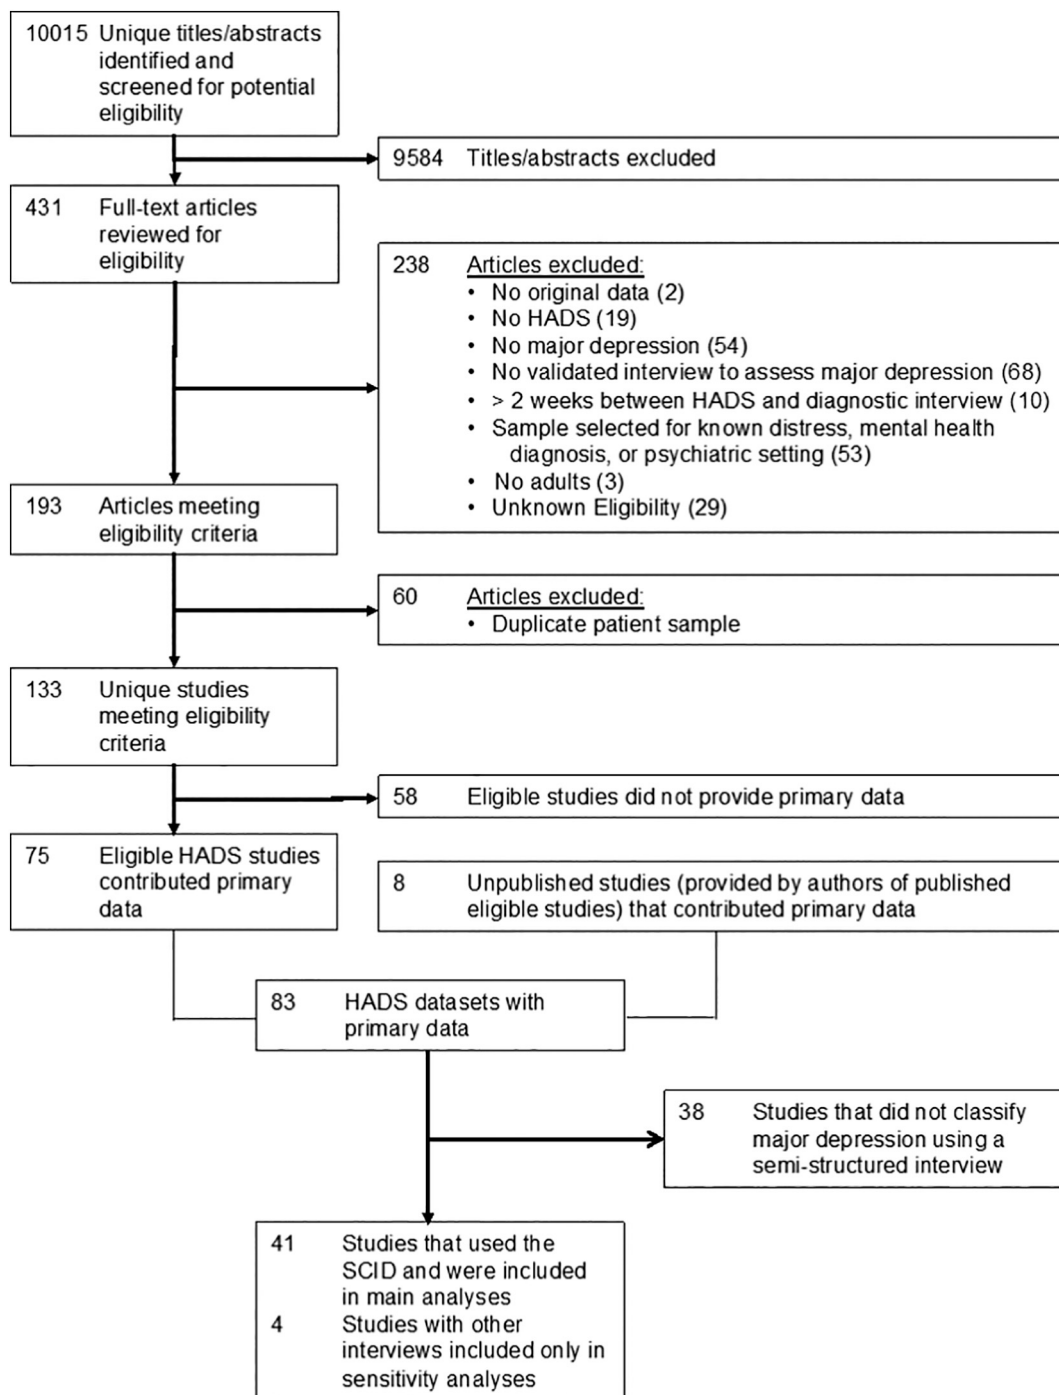 10015 Unique titles/abstracts
identified and
screened for potential
eligibility
9584 Titles/abstracts excluded
431 Full-text articles
reviewed for
eligibility
238 Articles excluded:
• No original data (2)
• No HADS (19)
• No major depression (54)
• No validated interview to assess major depression (68)
• > 2 weeks between HADS and diagnostic interview (10)
• Sample selected for known distress, mental health
diagnosis, or psychiatric setting (53)
• No adults (3)
• Unknown Eligibility (29)
193 Articles meeting
eligibility criteria
60 Articles excluded:
• Duplicate patient sample
133 Unique studies
meeting eligibility
criteria
58 Eligible studies did not provide primary data
75 Eligible HADS studies
contributed primary
data
8 Unpublished studies (provided by authors of published
eligible studies) that contributed primary data
83 HADS datasets with
primary data
38 Studies that did not classify
major depression using a
semi-structured interview
41 Studies that used the
SCID and were included
in main analyses
4 Studies with other
interviews included only in
sensitivity analyses